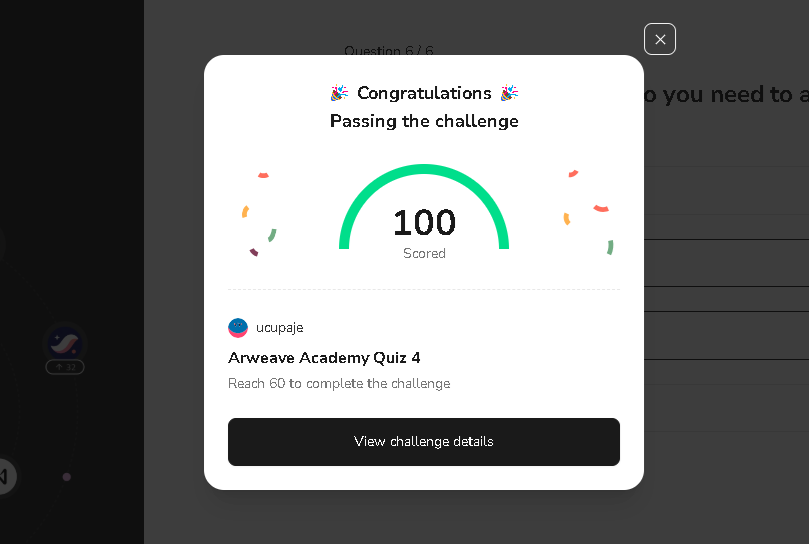 Question 6 / 6
o you need to a
🎉 Congratulations 🎉
Passing the challenge
100
Scored
ucupaje
Arweave Academy Quiz 4
Reach 60 to complete the challenge
View challenge details
32